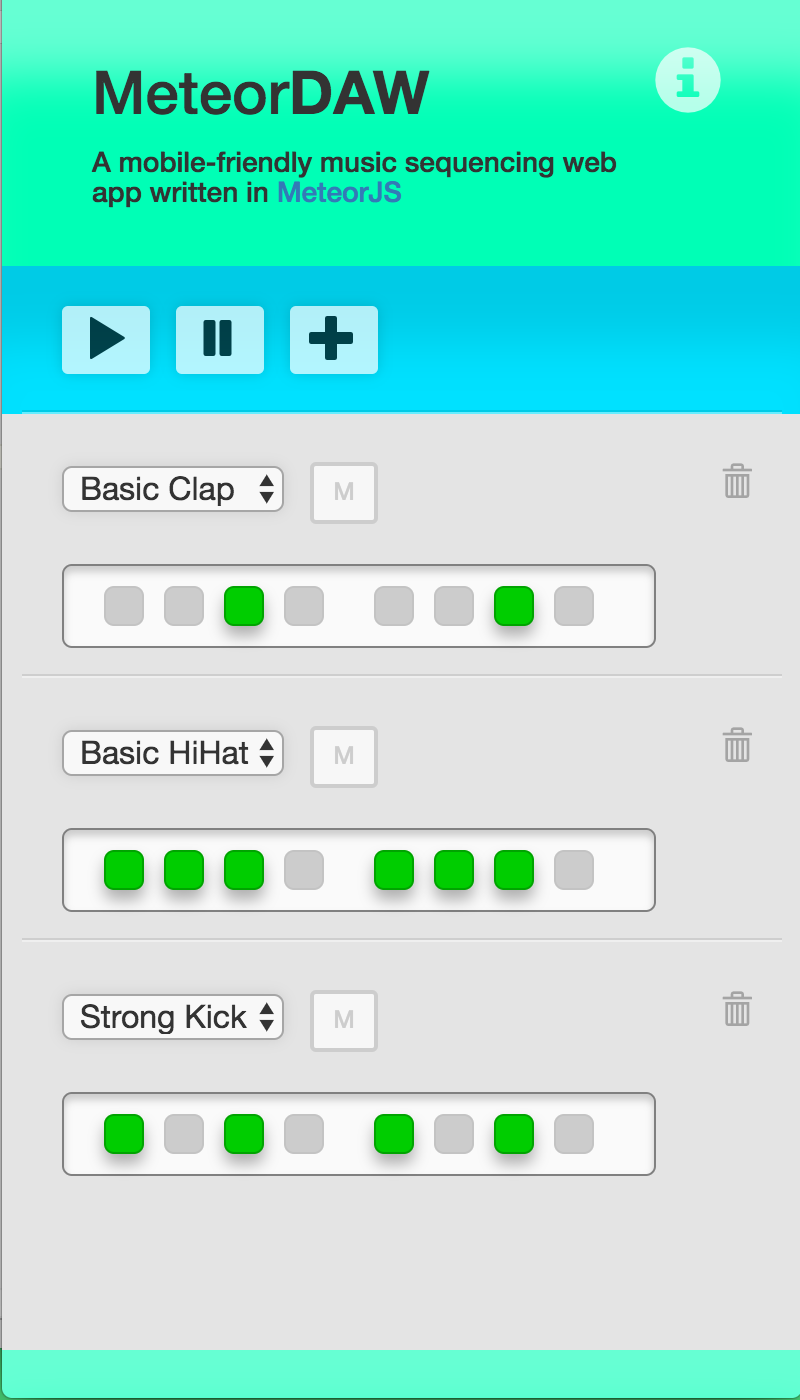 MeteorDAW
A mobile-friendly music sequencing web
app written in MeteorJS
Basic Clap
M
Basic HiHat
M
Strong Kick
M